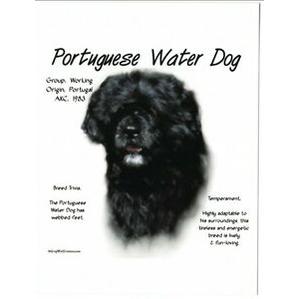 Portuguese Water Dog
Group, Working
Origin, Portugal
AKC, 1983
Breed Trivia,
The Portuguese
Water Dog has
webbed feet.
Temperament,
Highly adaptable to
his surroundings, this
tireless and energetic
breed is lively
& fun-loving.